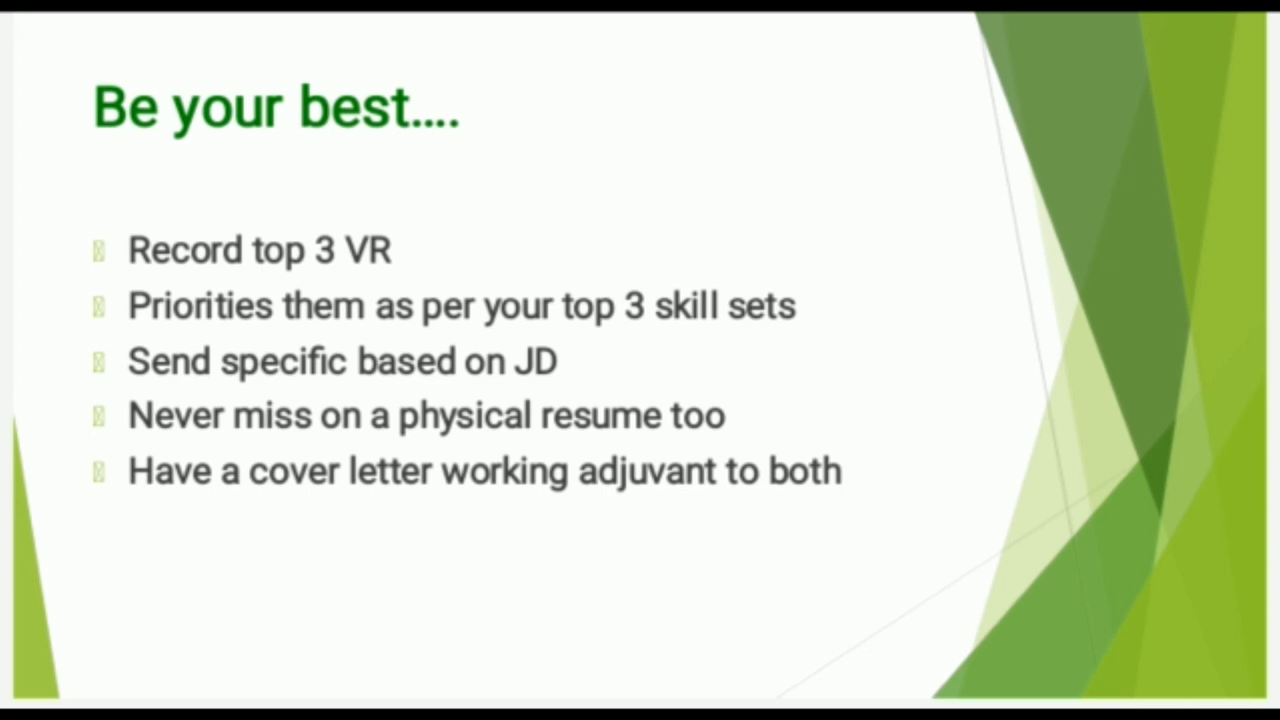 Be your best....
Record top 3 VR
Priorities them as per your top 3 skill sets
Send specific based on JD
Never miss on a physical resume too
Have a cover letter working adjuvant to both